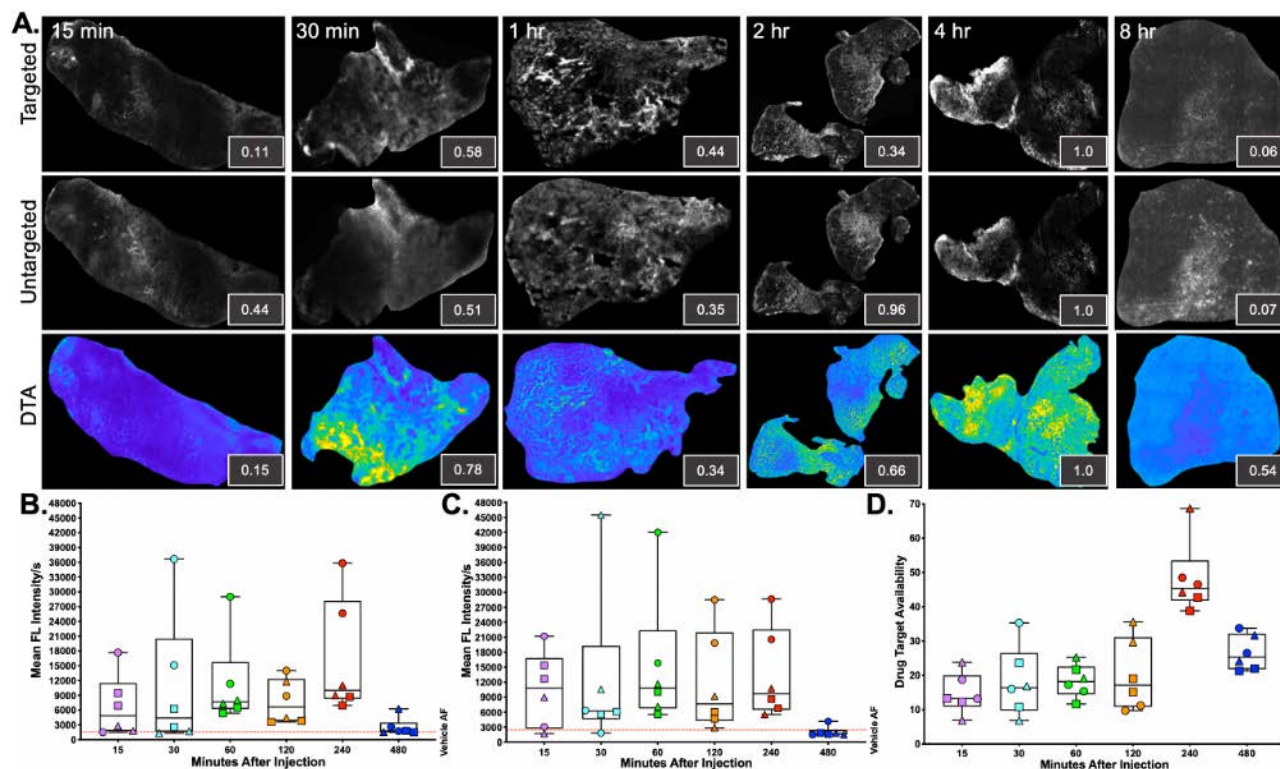 A. 15 min 30 min 1 hr 2 hr 4 hr 8 hr
Targeted
0.11 0.58 0.44 0.34 1.0 0.06
Untargeted
0.44 0.51 0.35 0.96 1.0 0.07
DTA
0.15 0.78 0.34 0.66 1.0 0.54
B.
Mean FL Intensity/s
48000
45000
42000
39000
36000
33000
30000
27000
24000
21000
18000
15000
12000
9000
6000
3000
0
15 30 60 120 240 480
Minutes After Injection
Vehicle AF
C.
Mean FL Intensity/s
48000
45000
42000
39000
36000
33000
30000
27000
24000
21000
18000
15000
12000
9000
6000
3000
0
15 30 60 120 240 480
Minutes After Injection
Vehicle AF
D.
Drug Target Availability
70
60
50
40
30
20
10
0
15 30 60 120 240 480
Minutes After Injection